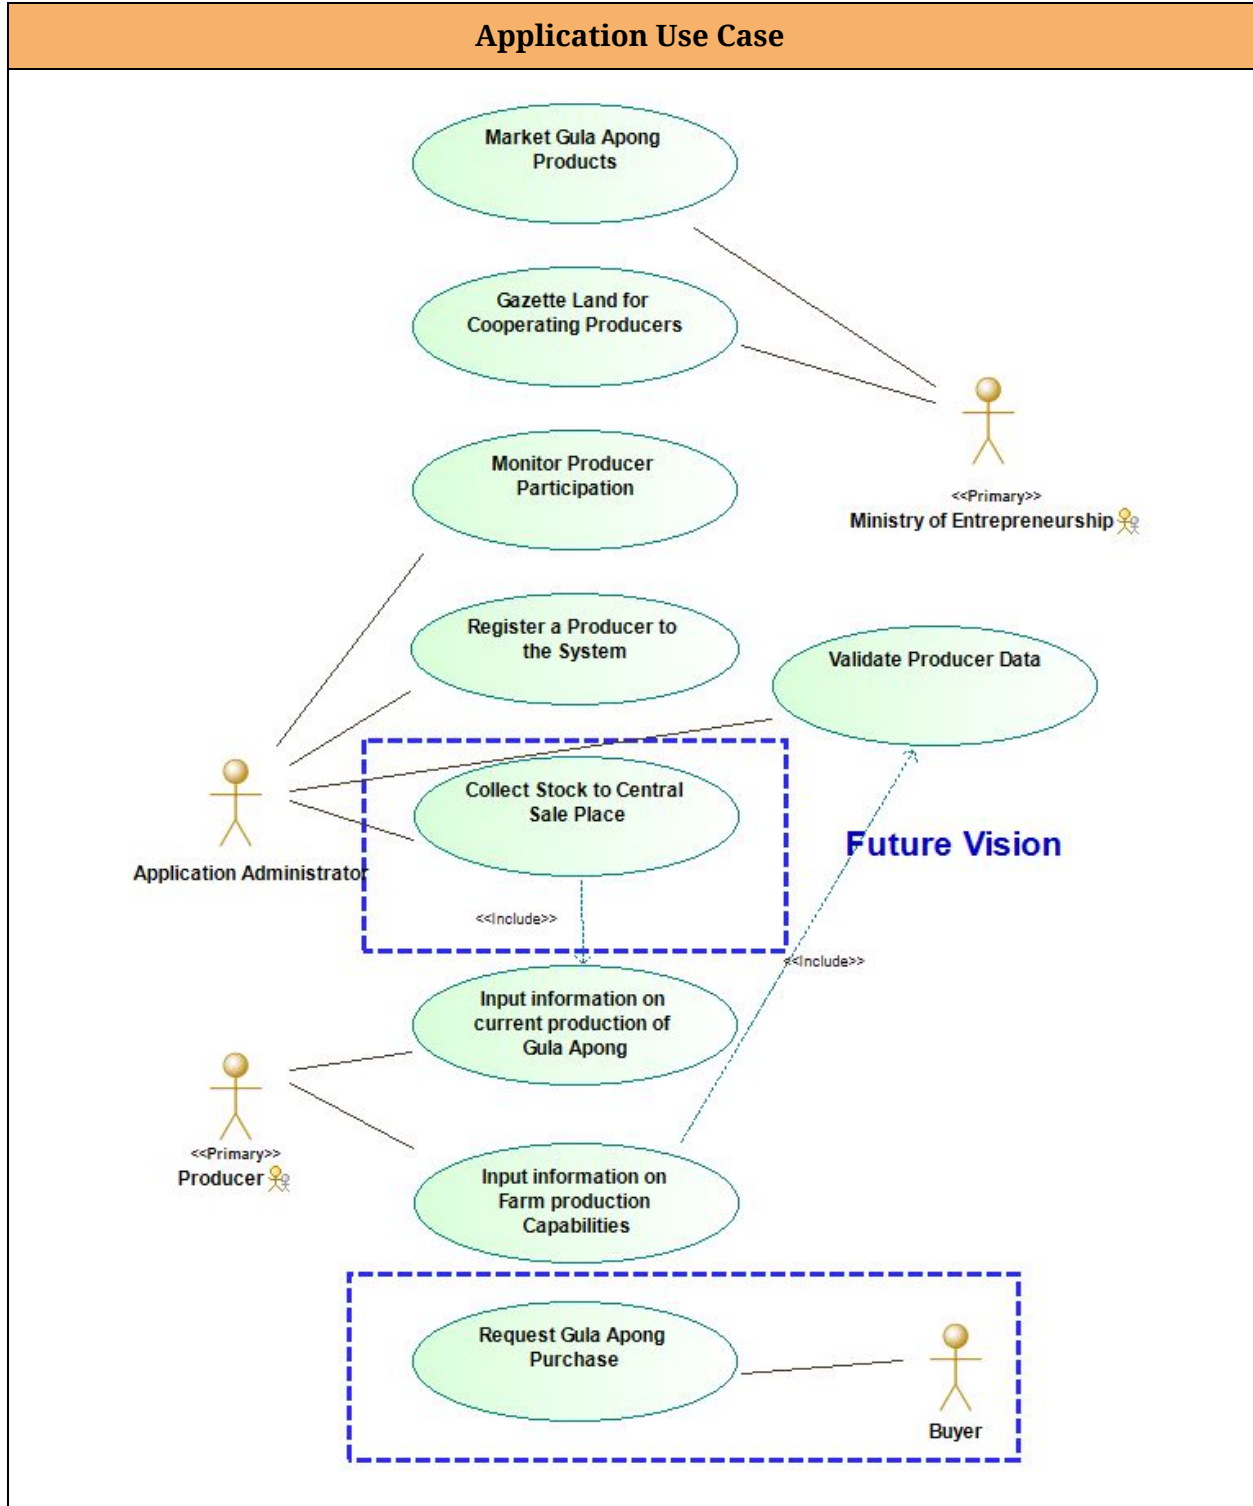 Application Use Case
Market Gula Apong
Products
Gazette Land for
Cooperating Producers
Monitor Producer
Participation
<<Primary>>
Ministry of Entrepreneurship
Register a Producer to
the System
Validate Producer Data
Collect Stock to Central
Sale Place
Future Vision
Application Administrator
<<Include>>
<<Include>>
Input information on
current production of
Gula Apong
<<Primary>>
Producer
Input information on
Farm production
Capabilities
Request Gula Apong
Purchase
Buyer